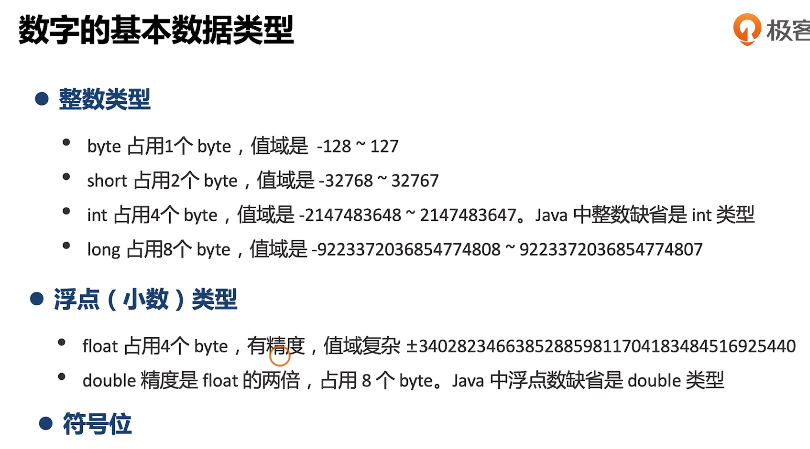 数字的基本数据类型
极客
整数类型
byte 占用1个 byte，值域是 -128 ~ 127
short 占用2个 byte，值域是 -32768 ~ 32767
int 占用4个 byte，值域是 -2147483648 ~ 2147483647。Java 中整数缺省是 int 类型
long 占用8个 byte，值域是 -9223372036854774808 ~ 9223372036854774807
浮点（小数）类型
float 占用4个 byte，有精度，值域复杂 ±340282346638528859811704183484516925440
double 精度是 float 的两倍，占用 8 个 byte。Java 中浮点数缺省是 double 类型
符号位